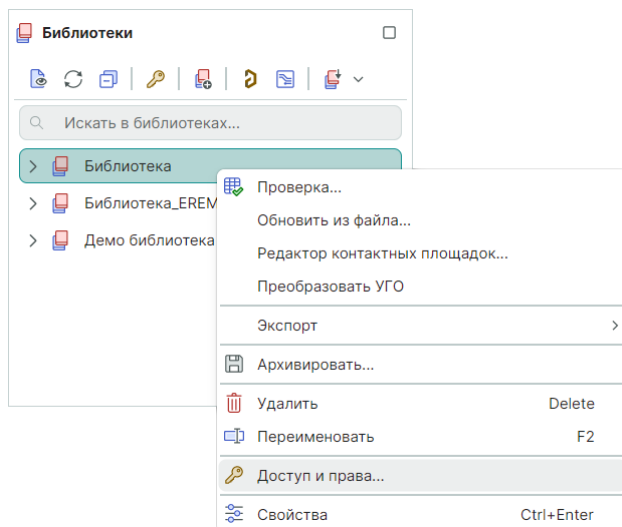 Библиотеки
Искать в библиотеках...
Библиотека
Библиотека_EREM
Демо библиотека
Проверка...
Обновить из файла...
Редактор контактных площадок...
Преобразовать УГО
Экспорт
Архивировать...
Удалить Delete
Переименовать F2
Доступ и права...
Свойства Ctrl+Enter